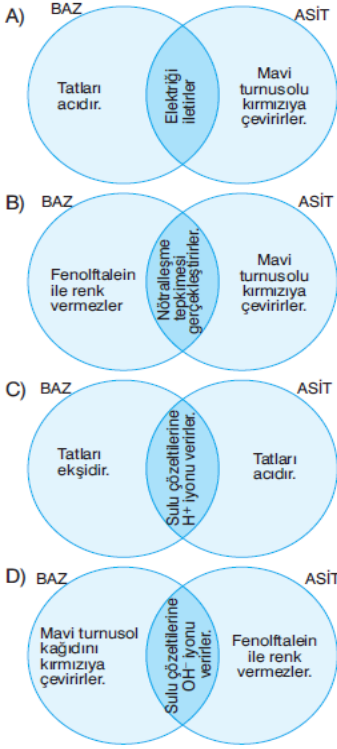 A)
BAZ
ASİT
Tatları
acıdır.
Elektriği
iletirler
Mavi
turnusolu
kırmızıya
çevirirler.
B)
BAZ
ASİT
Fenolftalein
ile renk
vermezler
Nötralleşme
tepkimesi
gerçekleştirirler.
Mavi
turnusolu
kırmızıya
çevirirler.
C)
BAZ
ASİT
Tatları
ekşidir.
Sulu çözeltilerine
H+ iyonu verirler.
Tatları
acıdır.
D)
BAZ
ASİT
Mavi turnusol
kağıdını
kırmızıya
çevirirler.
Sulu çözeltilerine
OH− iyonu
verirler.
Fenolftalein
ile renk
vermezler.